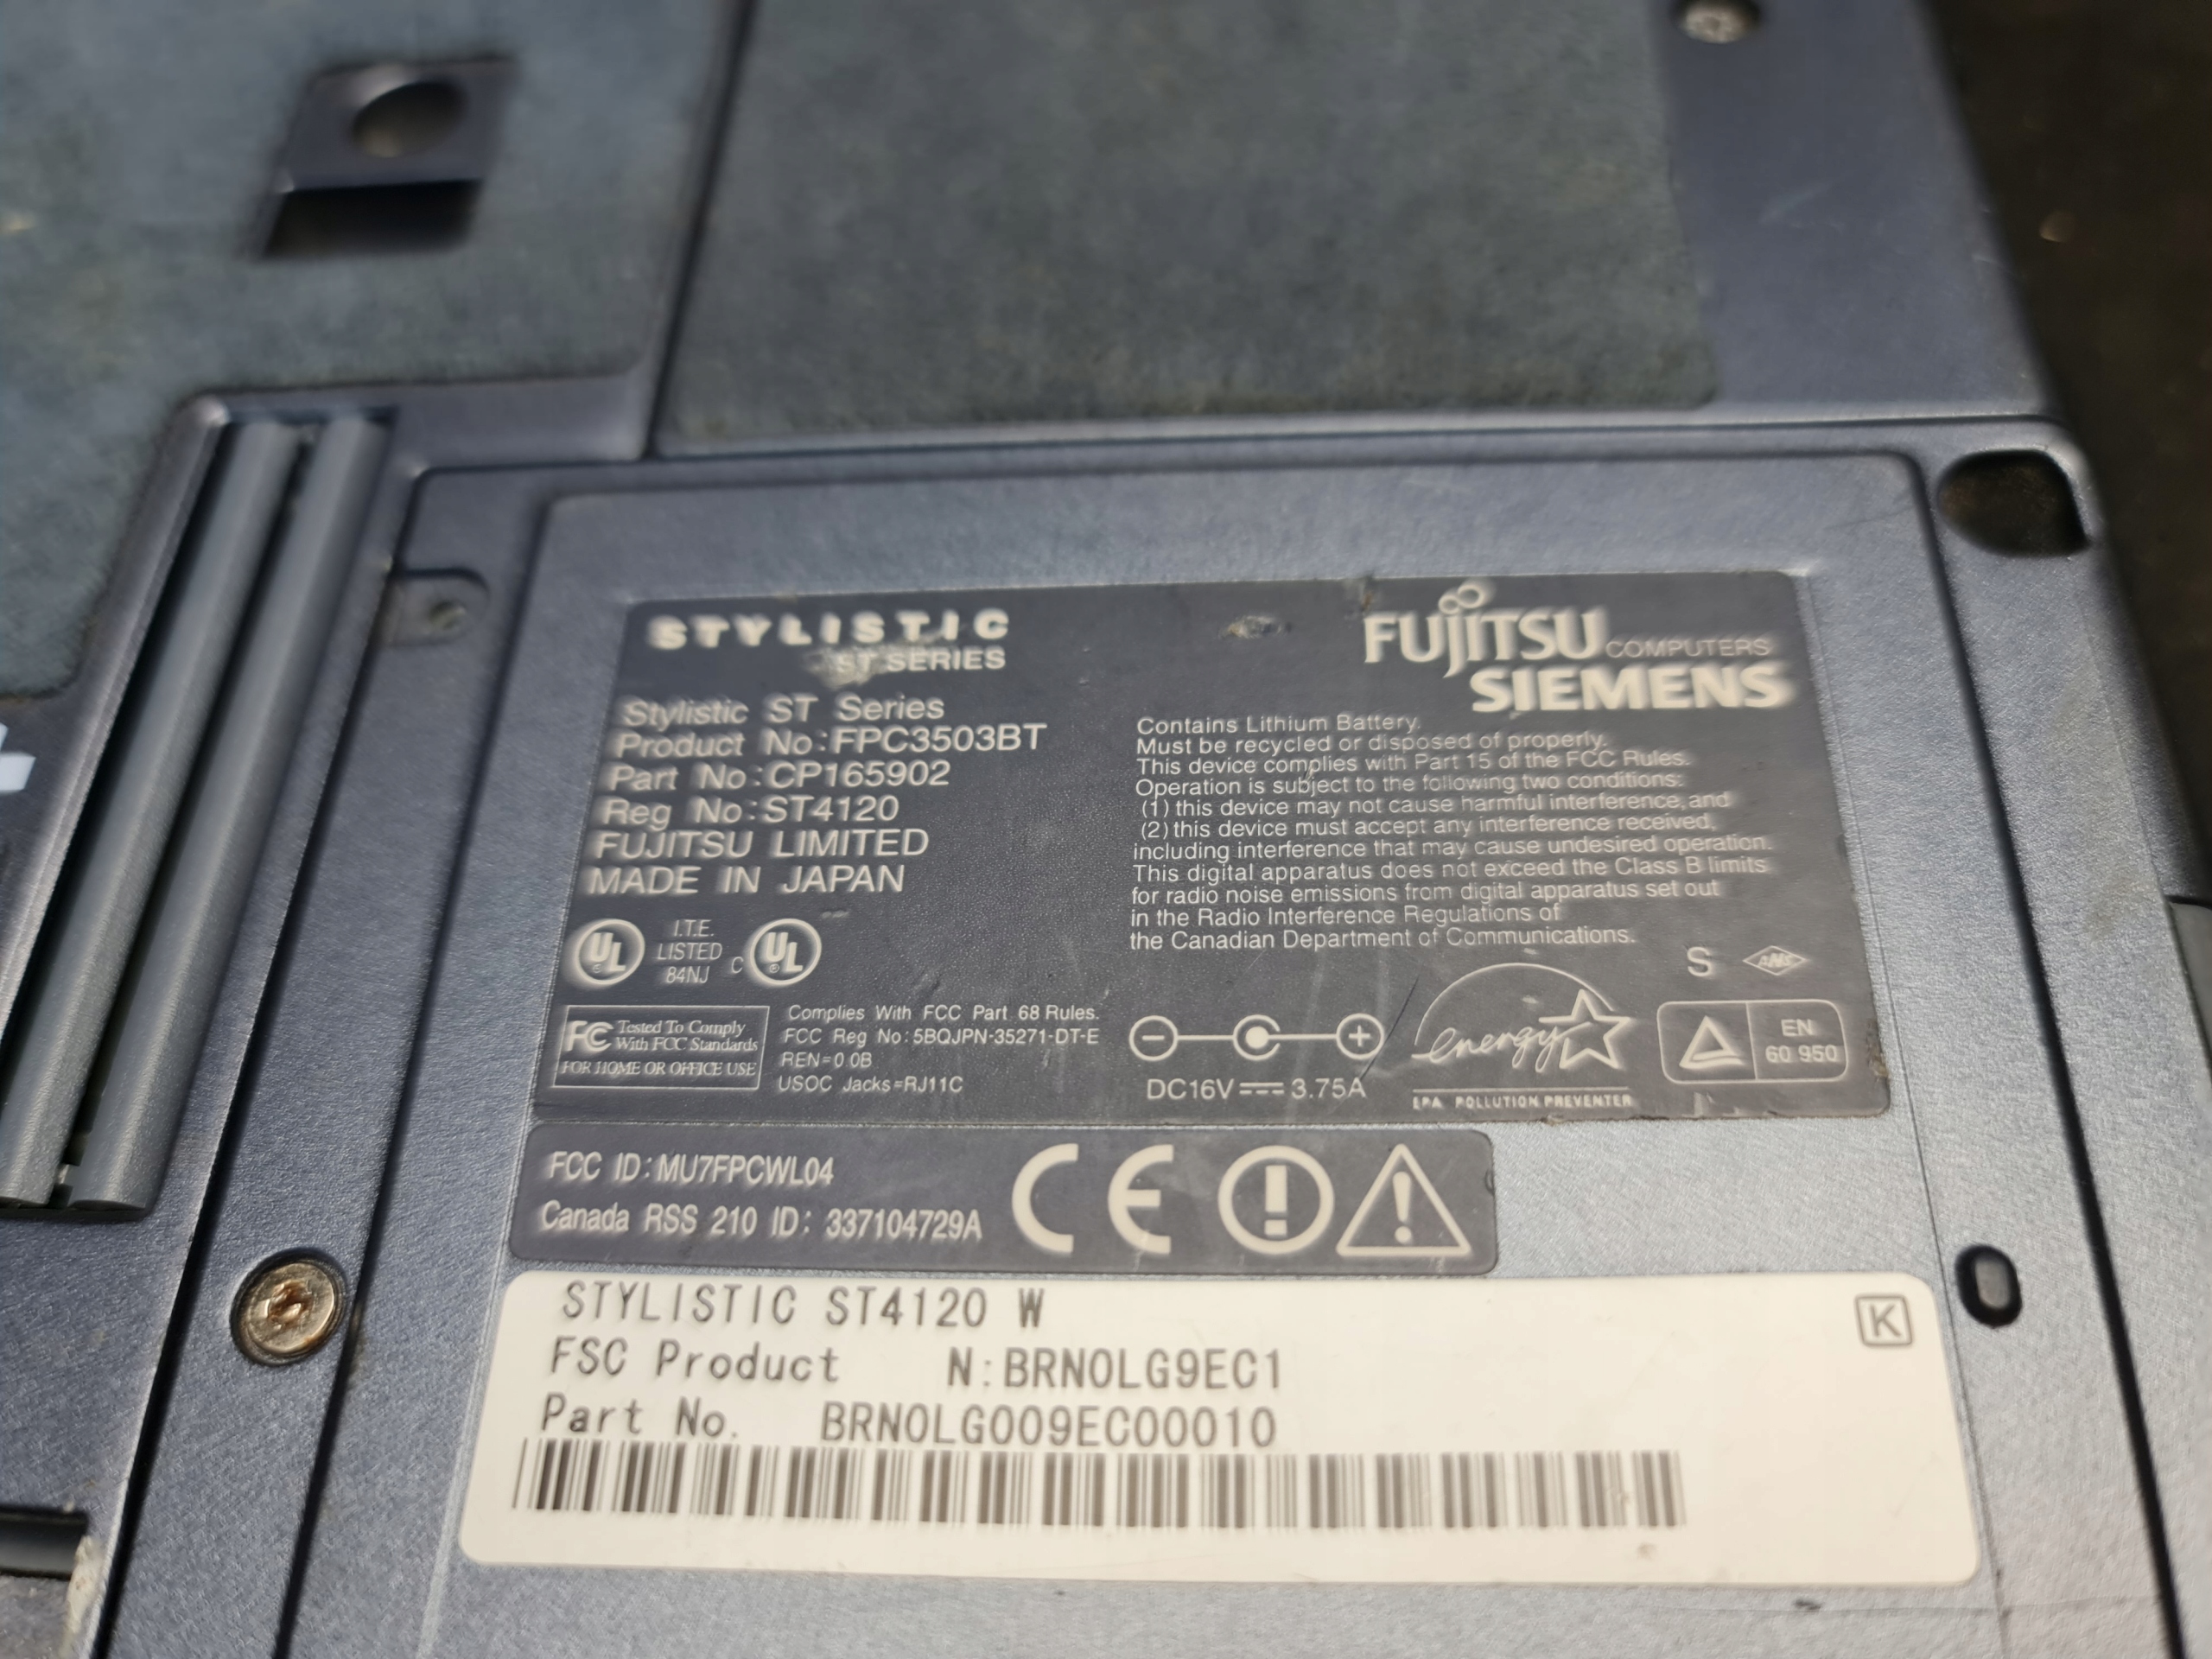 STYLISTIC
ST SERIES
FUJITSU COMPUTERS
SIEMENS
Stylistic ST Series
Product No:FPC3503BT
Part No:CP165902
Reg No:ST4120
FUJITSU LIMITED
MADE IN JAPAN
Contains Lithium Battery.
Must be recycled or disposed of properly.
This device complies with Part 15 of the FCC Rules.
Operation is subject to the following two conditions:
(1) this device may not cause harmful interference, and
(2) this device must accept any interference received,
including interference that may cause undesired operation.
This digital apparatus does not exceed the Class B limits
for radio noise emissions from digital apparatus set out
in the Radio Interference Regulations of
the Canadian Department of Communications.
UL
I.T.E.
LISTED
84NJ
C UL
FC Tested To Comply
With FCC Standards
FOR HOME OR OFFICE USE
Complies With FCC Part 68 Rules.
FCC Reg No:5BQJPN-35271-DT-E
REN=0.0B
USOC Jacks=RJ11C
DC16V 3.75A
energy
EPA POLLUTION PREVENTER
S
EN
60 950
FCC ID: MU7FPCWL04
Canada RSS 210 ID: 337104729A
CE
STYLISTIC ST4120 W
K
FSC Product N:BRNOLG9EC1
Part No. BRNOLG009EC00010